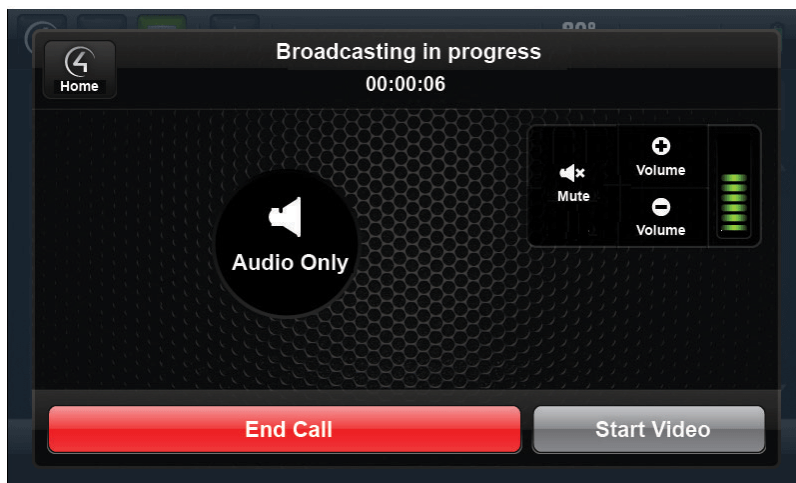 Broadcasting in progress
00:00:06
Home
Volume
Mute
Volume
Audio Only
End Call
Start Video